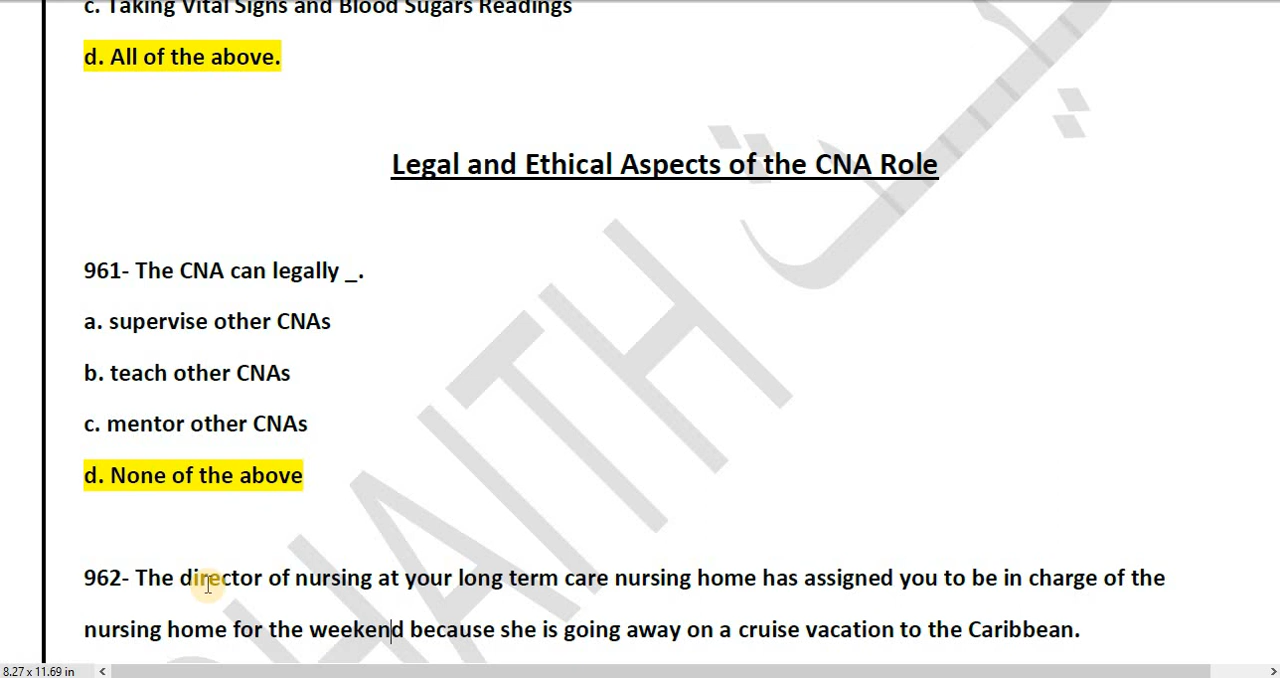 c. Taking Vital Signs and Blood Sugars Readings
d. All of the above.
Legal and Ethical Aspects of the CNA Role
961- The CNA can legally _.
a. supervise other CNAs
b. teach other CNAs
c. mentor other CNAs
d. None of the above
962- The director of nursing at your long term care nursing home has assigned you to be in charge of the
nursing home for the weekend because she is going away on a cruise vacation to the Caribbean.
8.27 x 11.69 in